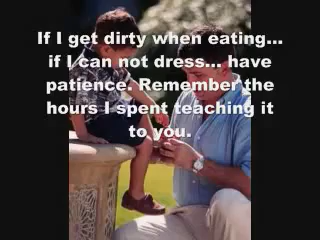 If I get dirty when eating...
if I can not dress... have
patience. Remember the
hours I spent teaching it
to you.